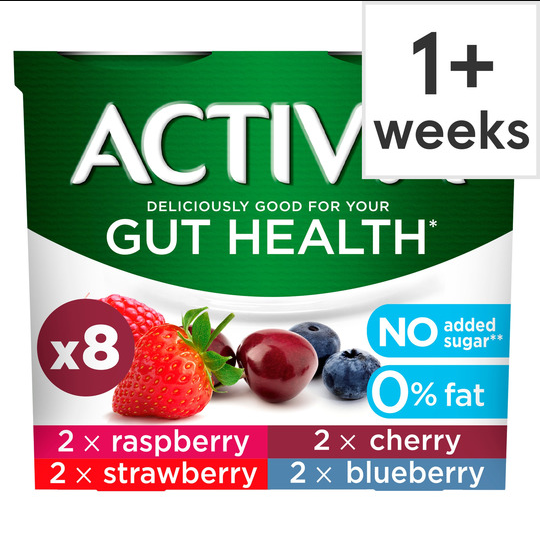 1+
weeks
ACTIV
DELICIOUSLY GOOD FOR YOUR
GUT HEALTH*
x8
NO added sugar**
0% fat
2 x raspberry
2 x cherry
2 x strawberry
2 x blueberry